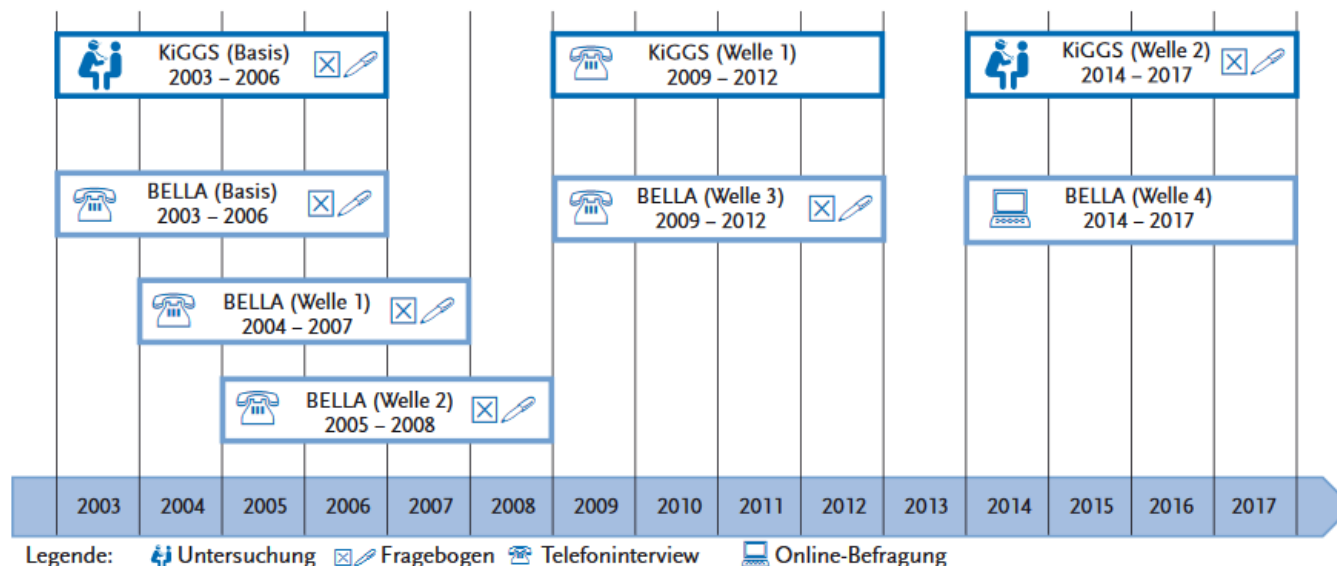 KiGGS (Basis)
2003 – 2006
KiGGS (Welle 1)
2009 – 2012
KiGGS (Welle 2)
2014 – 2017
BELLA (Basis)
2003 – 2006
BELLA (Welle 3)
2009 – 2012
BELLA (Welle 4)
2014 – 2017
BELLA (Welle 1)
2004 – 2007
BELLA (Welle 2)
2005 – 2008
2003 2004 2005 2006 2007 2008 2009 2010 2011 2012 2013 2014 2015 2016 2017
Legende: Untersuchung Fragebogen Telefoninterview Online-Befragung